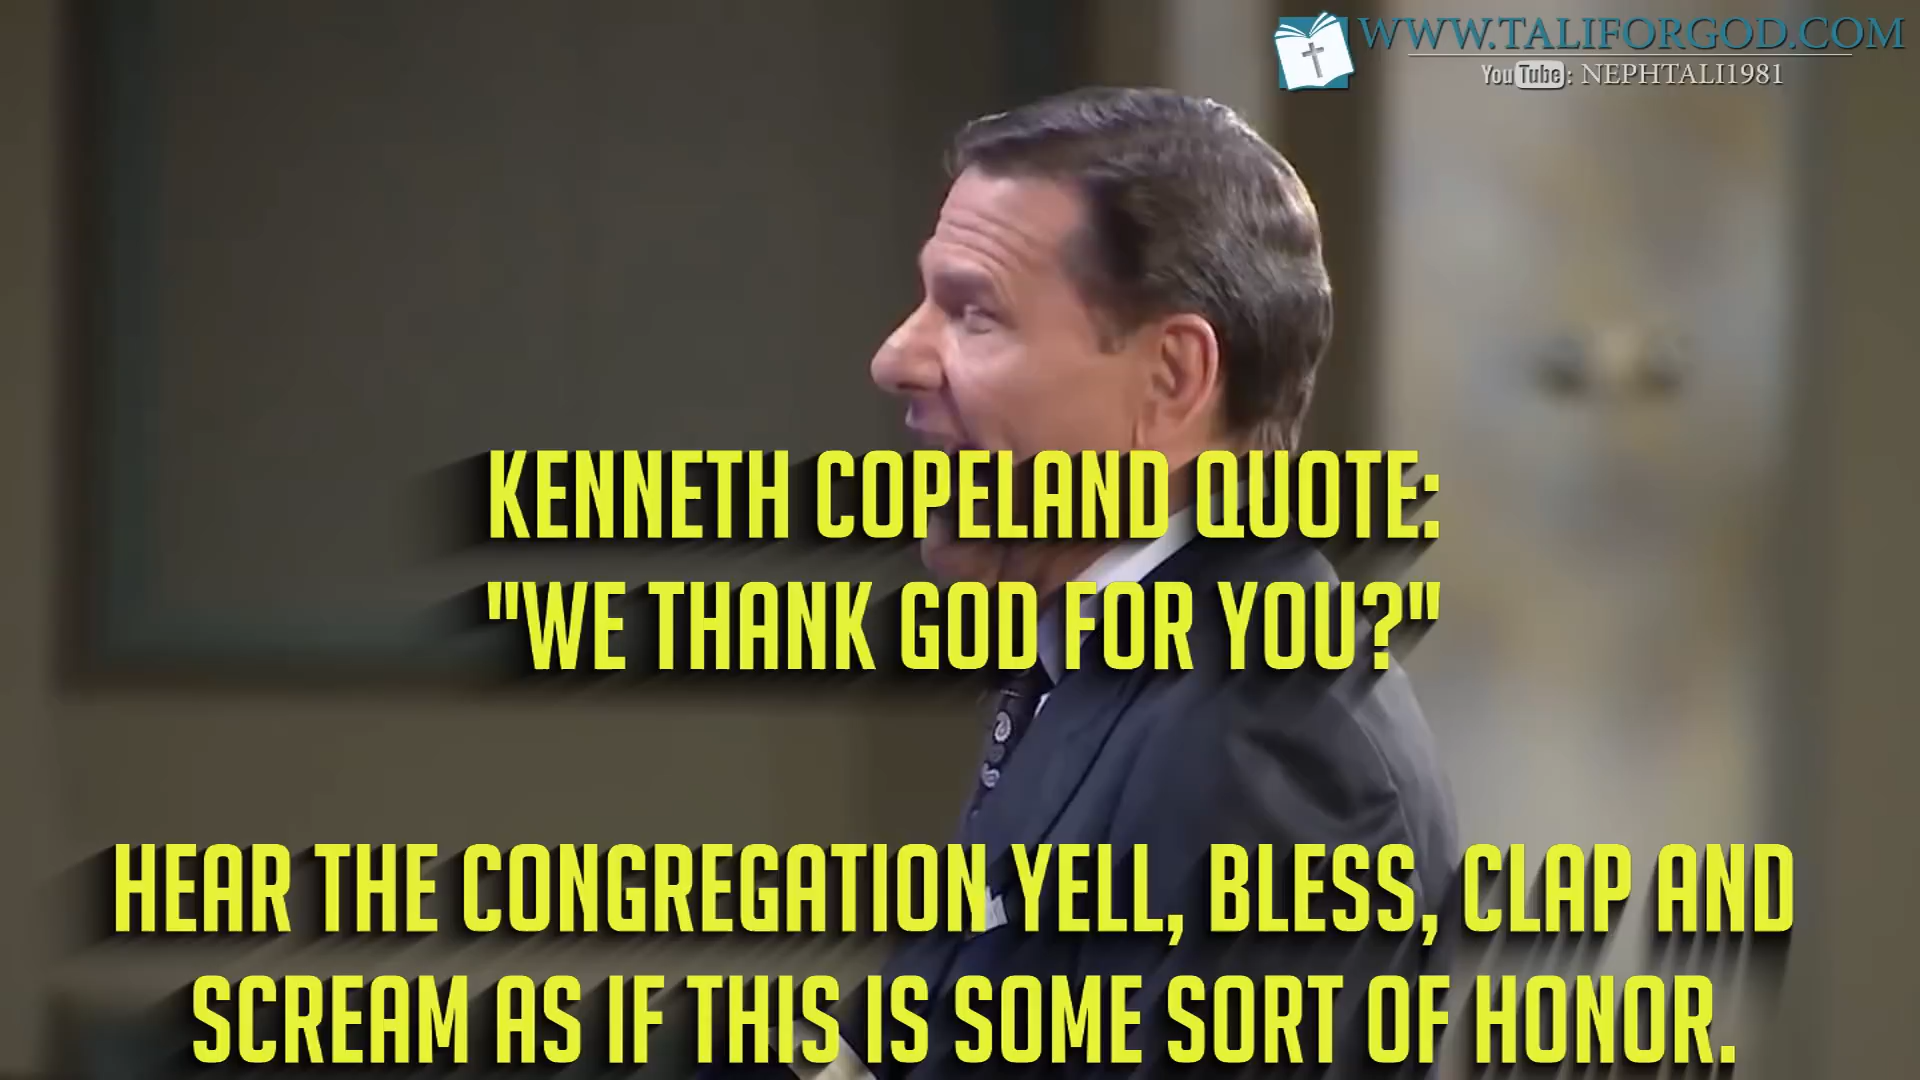 WWW.TALIFORGOD.COM
YouTube: NEPHTALI1981
KENNETH COPELAND QUOTE:
"WE THANK GOD FOR YOU?"
HEAR THE CONGREGATION YELL, BLESS, CLAP AND
SCREAM AS IF THIS IS SOME SORT OF HONOR.